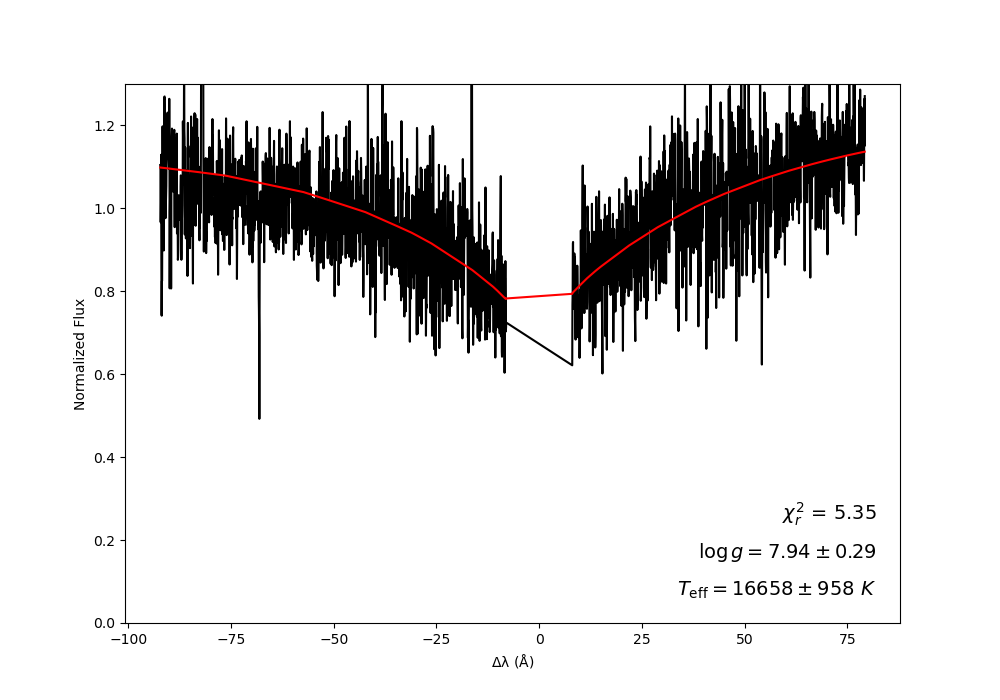 1.2
1.0
0.8
0.6
0.4
0.2
0.0
Normalized Flux
χ²ᵣ = 5.35
log g = 7.94 ± 0.29
T_eff = 16658 ± 958 K
−100 −75 −50 −25 0 25 50 75
Δλ (Å)